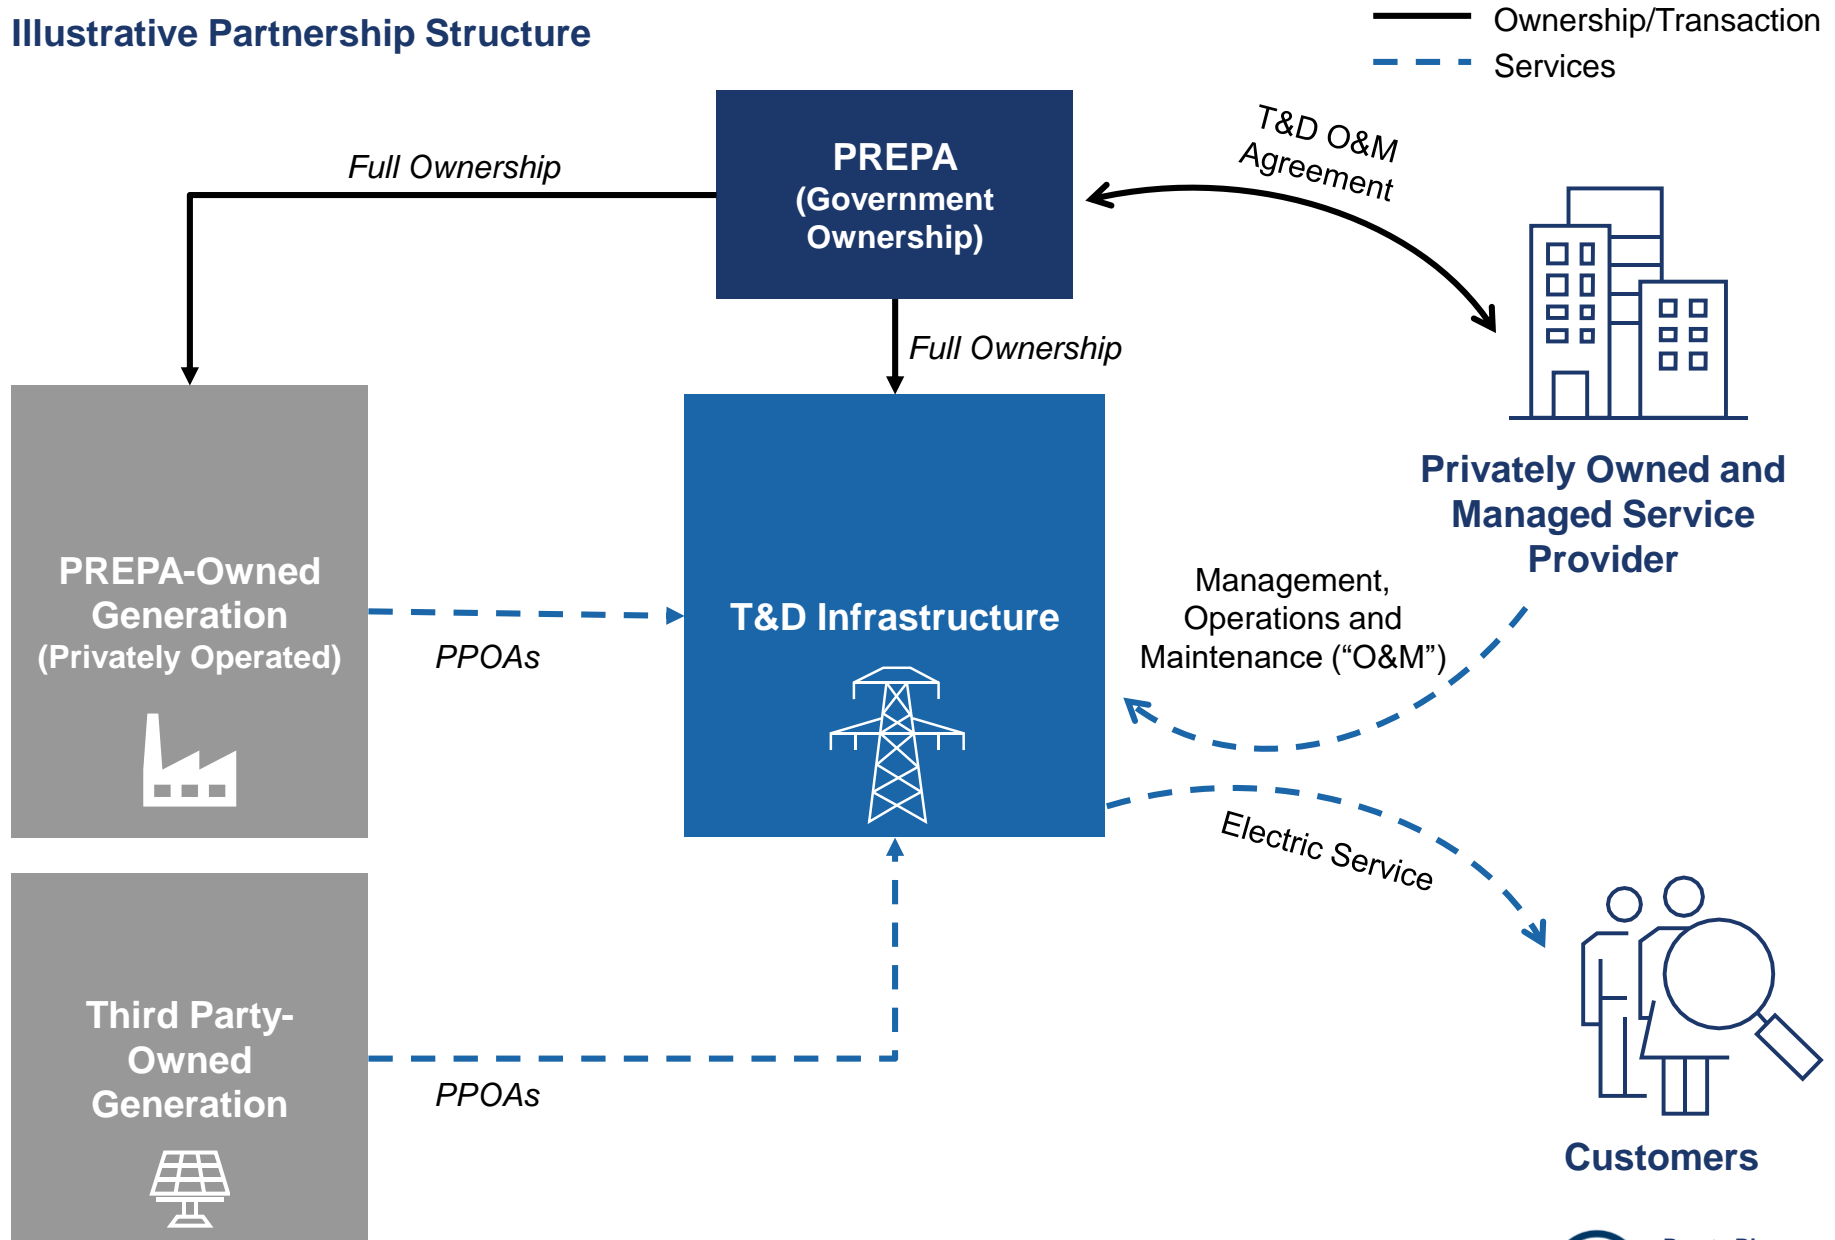 Illustrative Partnership Structure
Ownership/Transaction
Services
PREPA
(Government
Ownership)
Full Ownership
T&D O&M
Agreement
Full Ownership
Privately Owned and
Managed Service
Provider
PREPA-Owned
Generation
(Privately Operated)
PPOAs
T&D Infrastructure
Management,
Operations and
Maintenance (“O&M”)
Electric Service
Third Party-
Owned
Generation
PPOAs
Customers